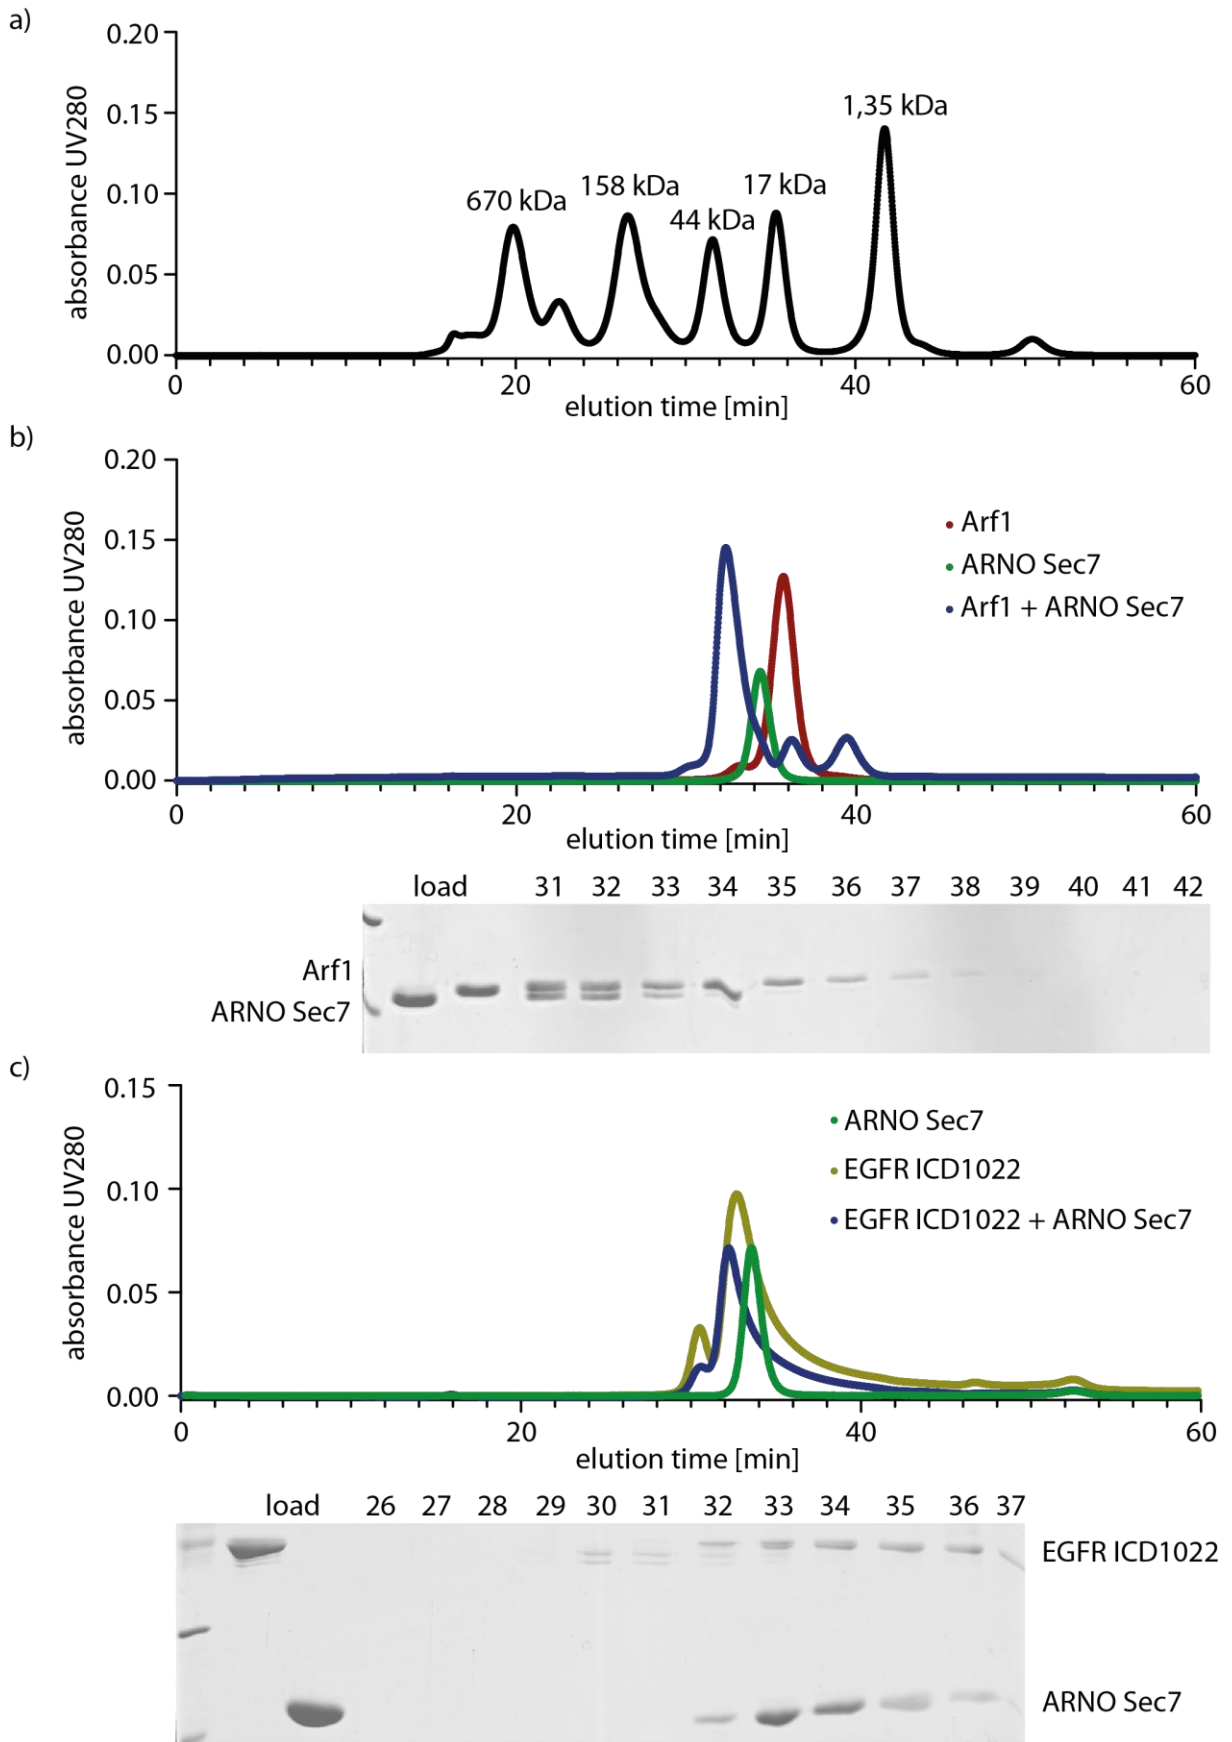 a)
0.20
0.15
0.10
0.05
0.00
absorbance UV280
670 kDa
158 kDa
44 kDa
17 kDa
1,35 kDa
0 20 40 60
elution time [min]
b)
0.20
0.15
0.10
0.05
0.00
absorbance UV280
Arf1
ARNO Sec7
Arf1 + ARNO Sec7
0 20 40 60
elution time [min]
load 31 32 33 34 35 36 37 38 39 40 41 42
Arf1
ARNO Sec7
c)
0.15
0.10
0.05
0.00
absorbance UV280
ARNO Sec7
EGFR ICD1022
EGFR ICD1022 + ARNO Sec7
0 20 40 60
elution time [min]
load 26 27 28 29 30 31 32 33 34 35 36 37
EGFR ICD1022
ARNO Sec7